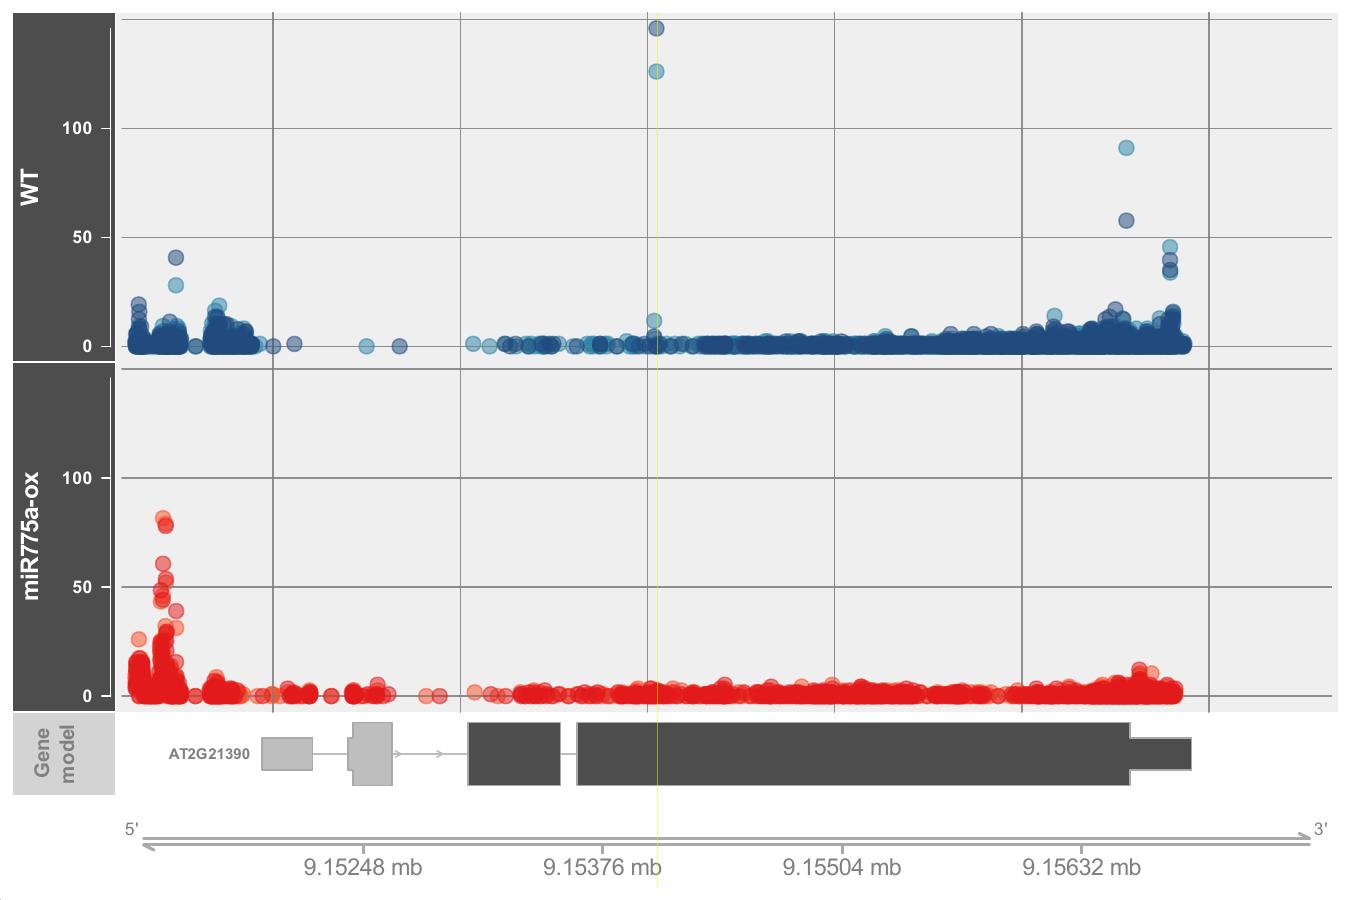 WT
100
50
0
miR775a-ox
100
50
0
Gene
model
AT2G21390
5'
3'
9.15248 mb
9.15376 mb
9.15504 mb
9.15632 mb